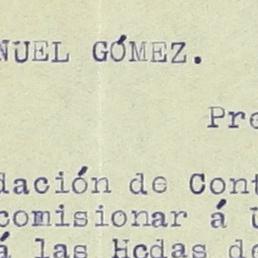 NUEL GÓMEZ.
Pre
dación de Cont
comisionar á U
á las Hcdas de